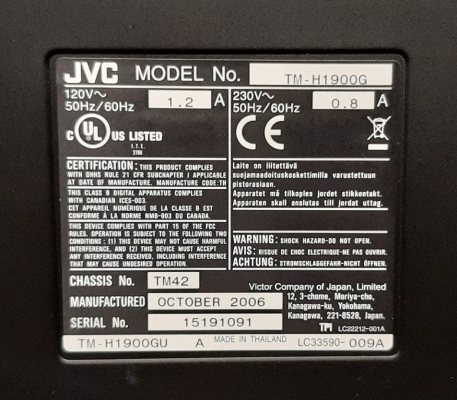 JVC MODEL No. TM-H1900G
120V~ 50Hz/60Hz 1.2 A 230V~ 50Hz/60Hz 0.8 A
C UL US LISTED
I.T.E.
27B0
CE
CERTIFICATION: THIS PRODUCT COMPLIES
WITH DHHS RULE 21 CFR SUBCHAPTER J APPLICABLE
AT DATE OF MANUFACTURE. MANUFACTURER CODE:TH
THIS CLASS B DIGITAL APPARATUS COMPLIES
WITH CANADIAN ICES-003.
CET APPAREIL NUMÉRIQUE DE LA CLASSE B EST
CONFORME À LA NORME NMB-003 DU CANADA.
THIS DEVICE COMPLIES WITH PART 15 OF THE FCC
RULES. OPERATION IS SUBJECT TO THE FOLLOWING TWO
CONDITIONS : (1) THIS DEVICE MAY NOT CAUSE HARMFUL
INTERFERENCE, AND (2) THIS DEVICE MUST ACCEPT
ANY INTERFERENCE RECEIVED, INCLUDING INTERFERENCE
THAT MAY CAUSE UNDESIRED OPERATION.
Laite on liitettävä
suojamaadoituskoskettimilla varustettuun
pistorasiaan.
Apparatet må tilkoples jordet stikkontakt.
Apparaten skall anslutas till jordat uttag.
WARNING: SHOCK HAZARD-DO NOT OPEN.
AVIS: RISQUE DE CHOC ELECTRIQUE-NE PAS OUVRIR.
ACHTUNG: STROMSCHLAGGEFAHR-NICHT ÖFFNEN.
CHASSIS No. TM42
MANUFACTURED OCTOBER 2006
SERIAL No. 15191091
Victor Company of Japan, Limited
12, 3-chome, Moriya-cho,
Kanagawa-ku, Yokohama,
Kanagawa, 221-8528, Japan
TPI LC22212-001A
TM-H1900GU A MADE IN THAILAND LC33590-009A